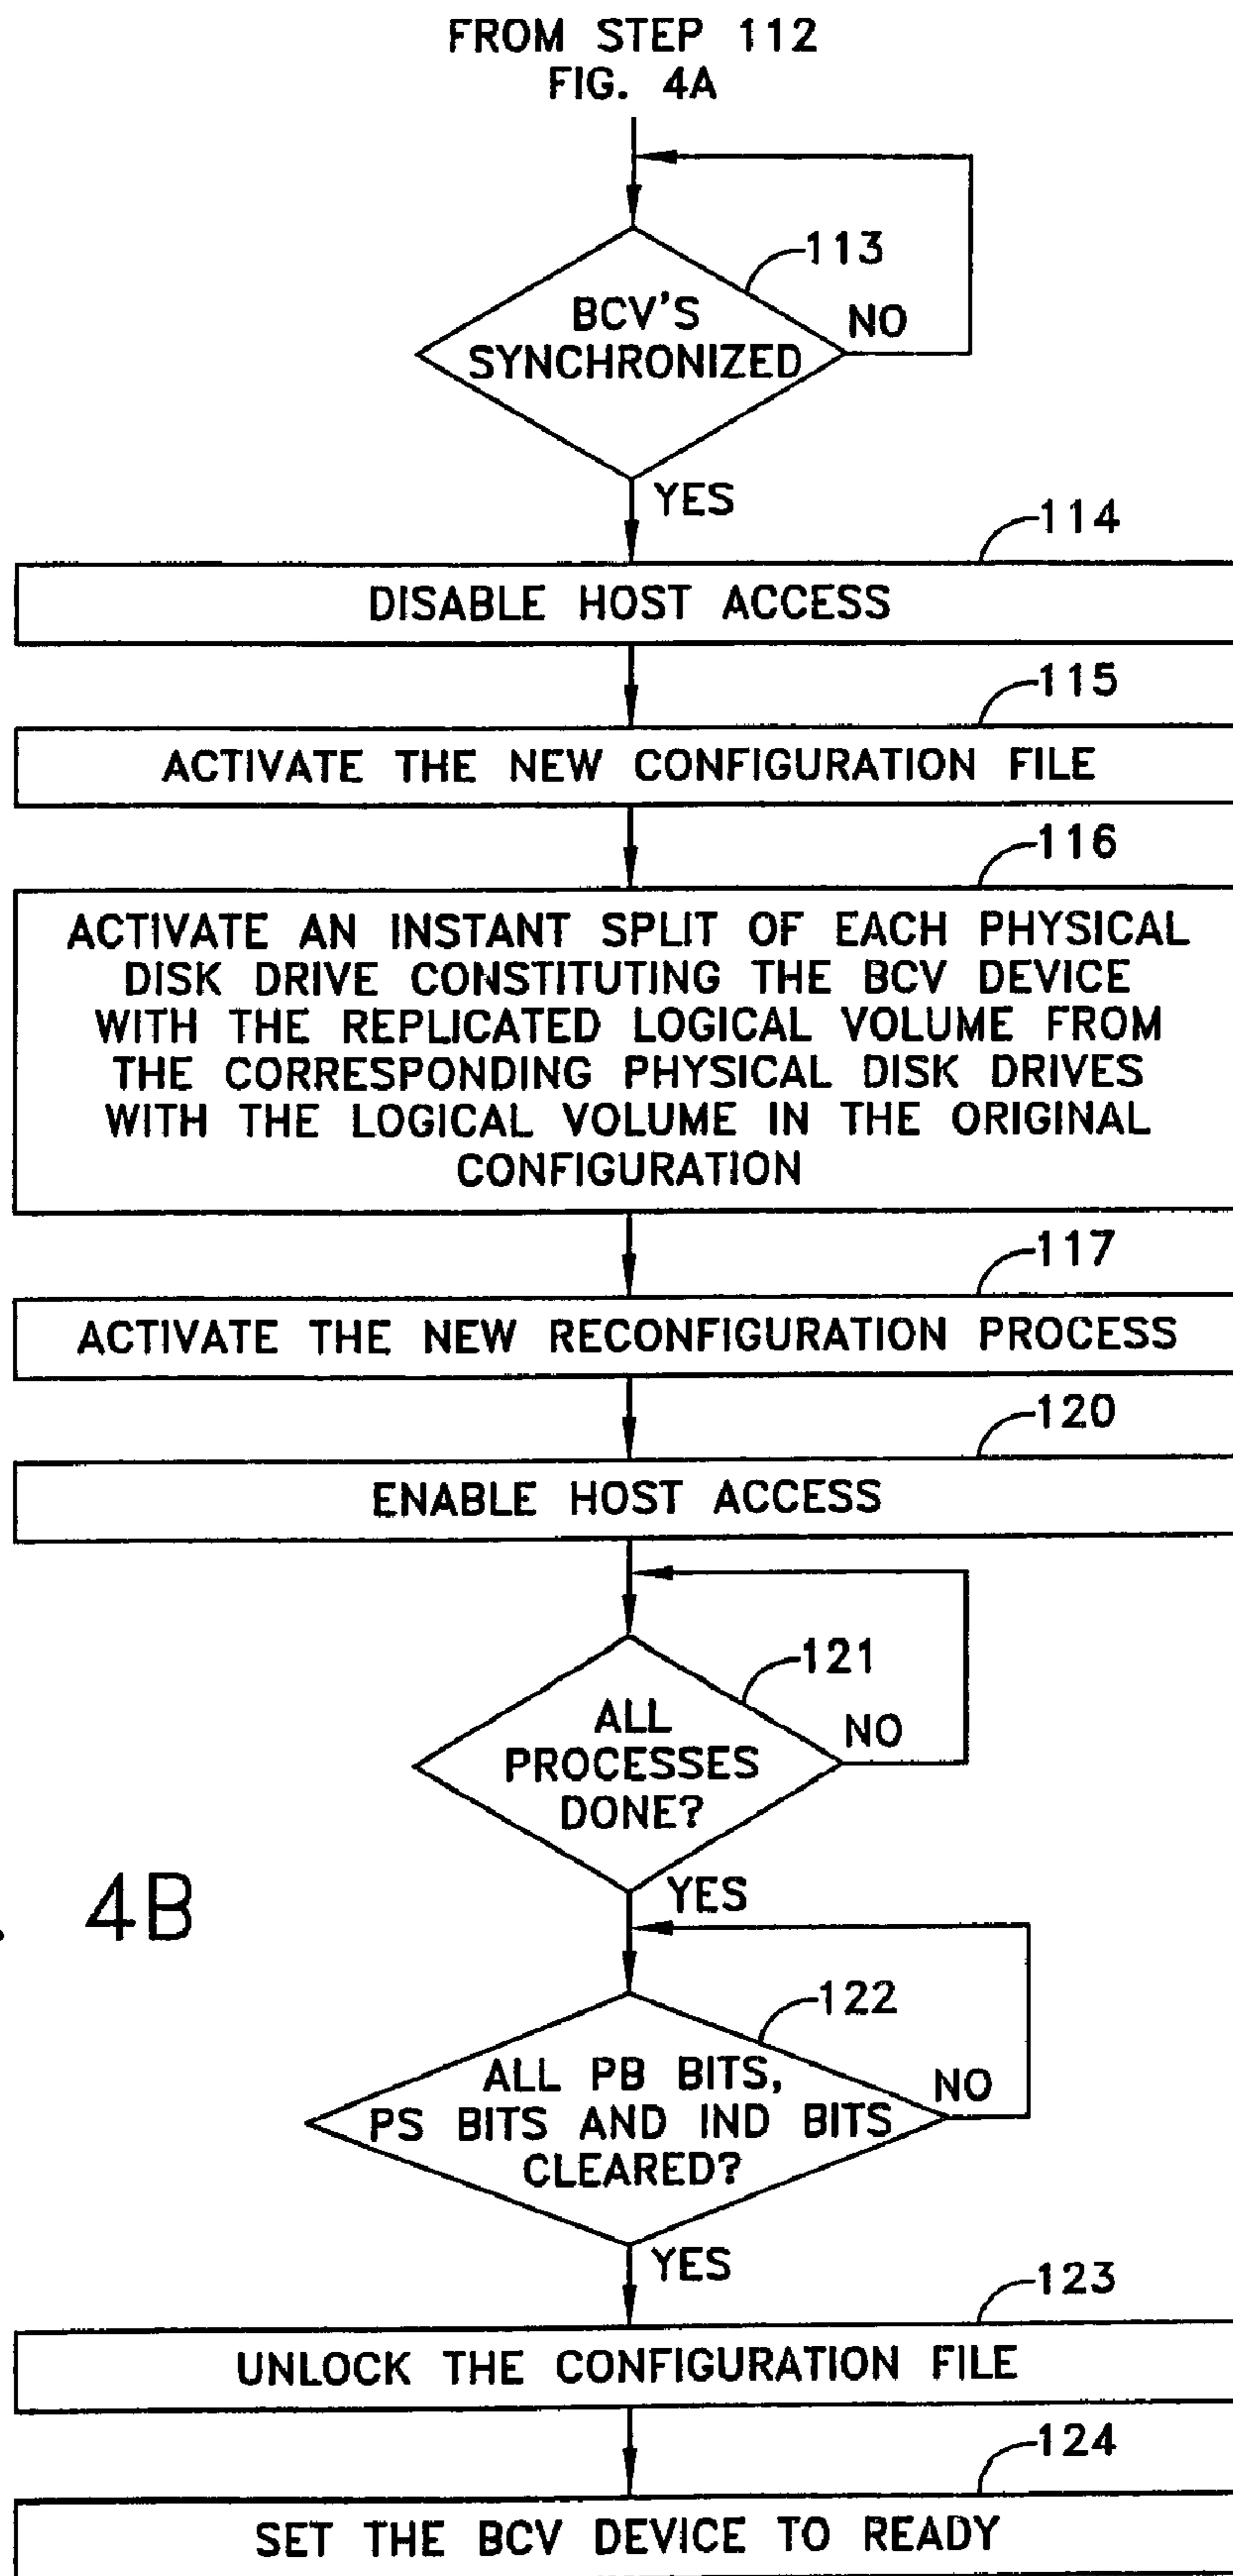 FROM STEP 112
FIG. 4A
113
BCV'S
SYNCHRONIZED
NO
YES
114
DISABLE HOST ACCESS
115
ACTIVATE THE NEW CONFIGURATION FILE
116
ACTIVATE AN INSTANT SPLIT OF EACH PHYSICAL
DISK DRIVE CONSTITUTING THE BCV DEVICE
WITH THE REPLICATED LOGICAL VOLUME FROM
THE CORRESPONDING PHYSICAL DISK DRIVES
WITH THE LOGICAL VOLUME IN THE ORIGINAL
CONFIGURATION
117
ACTIVATE THE NEW RECONFIGURATION PROCESS
120
ENABLE HOST ACCESS
121
ALL
PROCESSES
DONE?
NO
YES
. 4B
122
ALL PB BITS,
PS BITS AND IND BITS
CLEARED?
NO
YES
123
UNLOCK THE CONFIGURATION FILE
124
SET THE BCV DEVICE TO READY